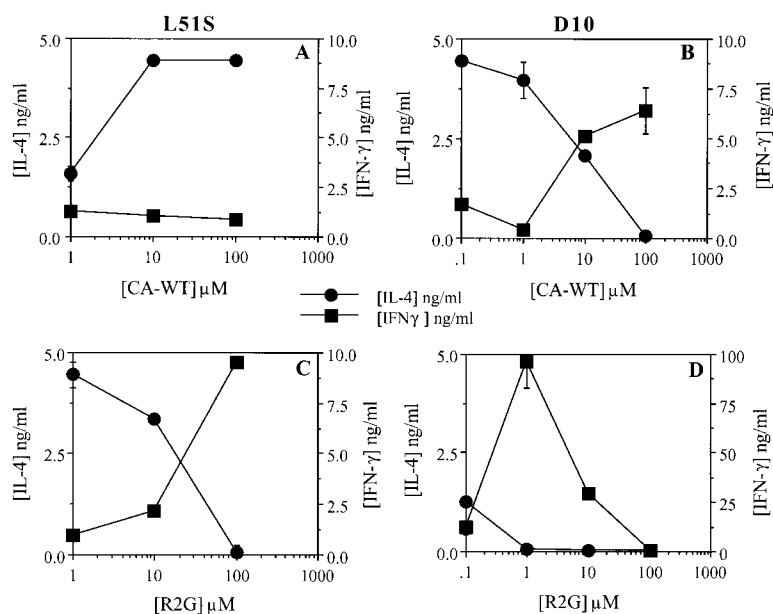 L51S D10
A
5.0
2.5
0.0
[IL-4] ng/ml
10.0
7.5
5.0
2.5
0.0
[IFN-γ] ng/ml
1 10 100 1000
[CA-WT] µM
B
5.0
2.5
0.0
[IL-4] ng/ml
10.0
7.5
5.0
2.5
0.0
[IFN-γ] ng/ml
.1 1 10 100 1000
[CA-WT] µM
[IL-4] ng/ml
[IFNγ] ng/ml
C
5.0
2.5
0.0
[IL-4] ng/ml
10.0
7.5
5.0
2.5
0.0
[IFN-γ] ng/ml
1 10 100 1000
[R2G] µM
D
5.0
2.5
0.0
[IL-4] ng/ml
100
75
50
25
0
[IFN-γ] ng/ml
.1 1 10 100 1000
[R2G] µM